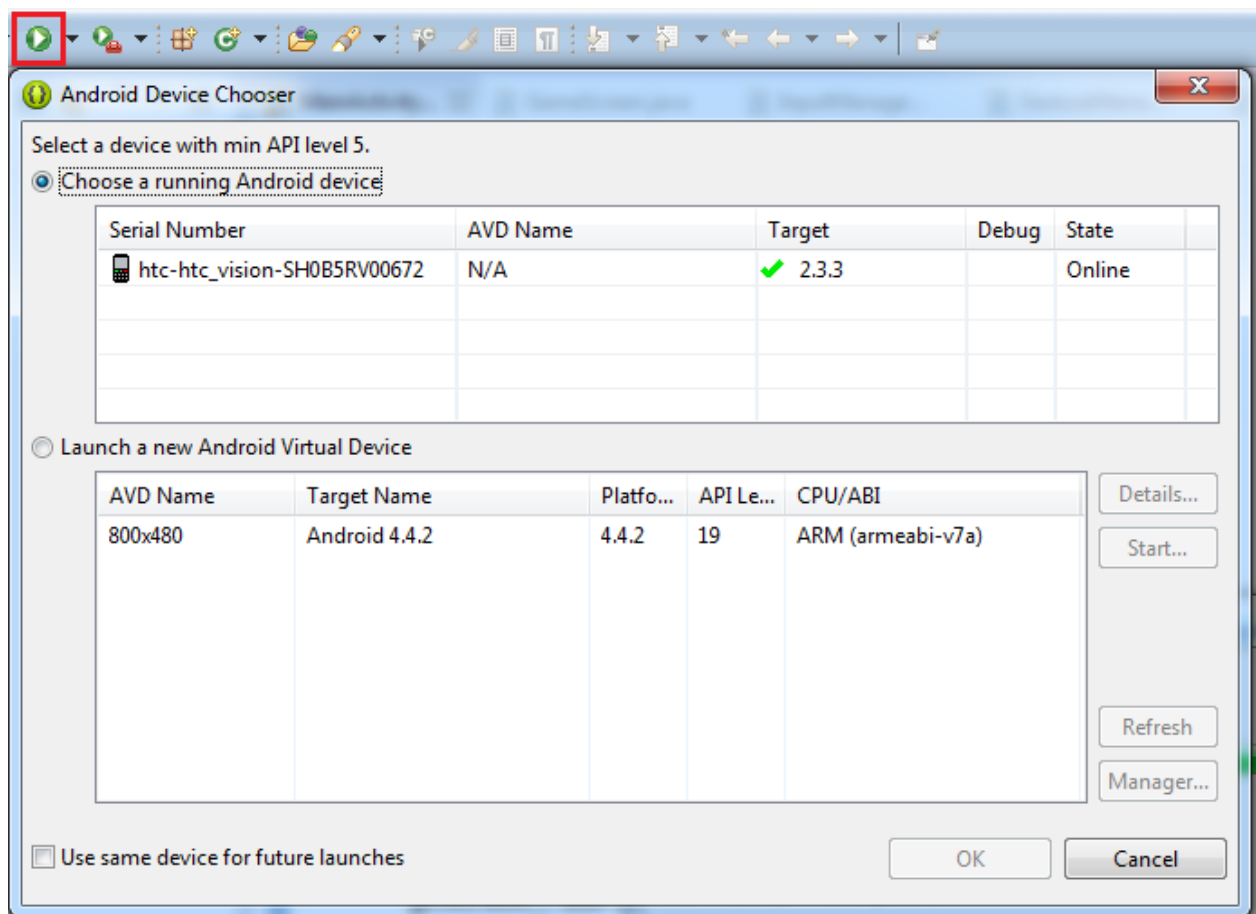 Android Device Chooser
Select a device with min API level 5.
Choose a running Android device
Serial Number AVD Name Target Debug State
htc-htc_vision-SH0B5RV00672 N/A 2.3.3 Online
Launch a new Android Virtual Device
AVD Name Target Name Platfo... API Le... CPU/ABI
800x480 Android 4.4.2 4.4.2 19 ARM (armeabi-v7a)
Details...
Start...
Refresh
Manager...
Use same device for future launches
OK Cancel